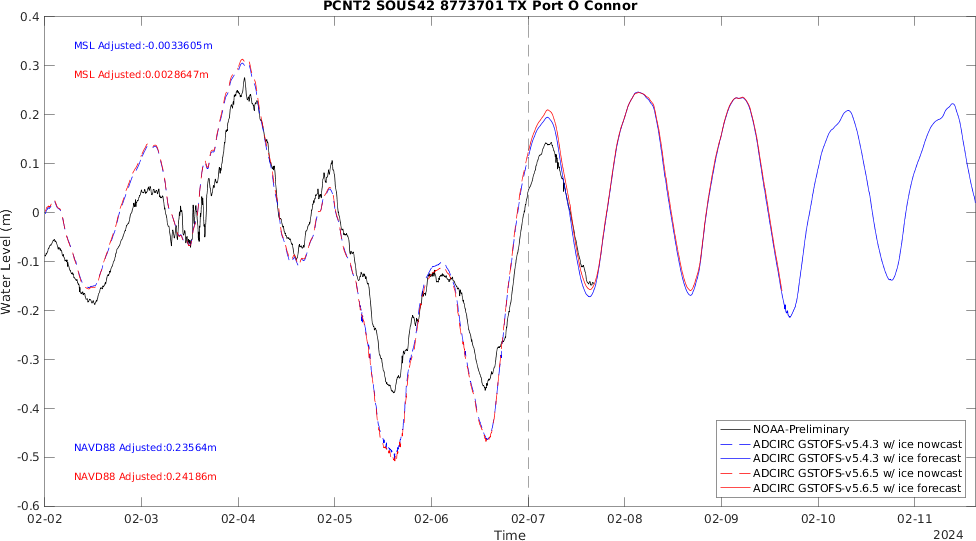 PCNT2 SOUS42 8773701 TX Port O Connor
0.4
0.3
0.2
0.1
0
-0.1
-0.2
-0.3
-0.4
-0.5
-0.6
Water Level (m)
MSL Adjusted:-0.0033605m
MSL Adjusted:0.0028647m
NAVD88 Adjusted:0.23564m
NAVD88 Adjusted:0.24186m
NOAA-Preliminary
ADCIRC GSTOFS-v5.4.3 w/ ice nowcast
ADCIRC GSTOFS-v5.4.3 w/ ice forecast
ADCIRC GSTOFS-v5.6.5 w/ ice nowcast
ADCIRC GSTOFS-v5.6.5 w/ ice forecast
02-02 02-03 02-04 02-05 02-06 02-07 02-08 02-09 02-10 02-11
Time
2024